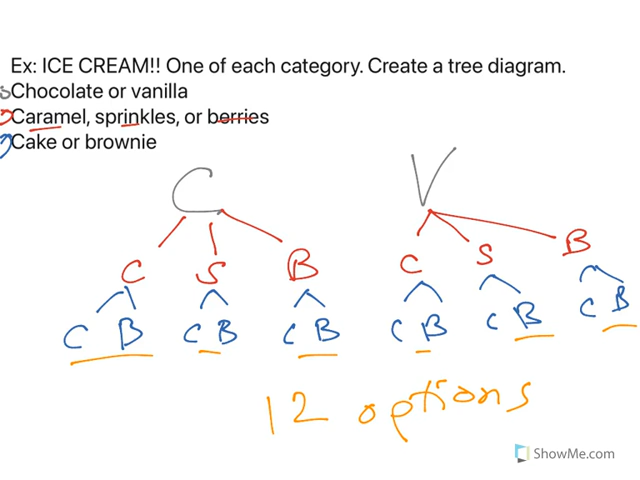 Ex: ICE CREAM!! One of each category. Create a tree diagram.
Chocolate or vanilla
Caramel, sprinkles, or berries
Cake or brownie
C V
C S B C S B
C B C B C B C B C B C B
12 options
ShowMe.com